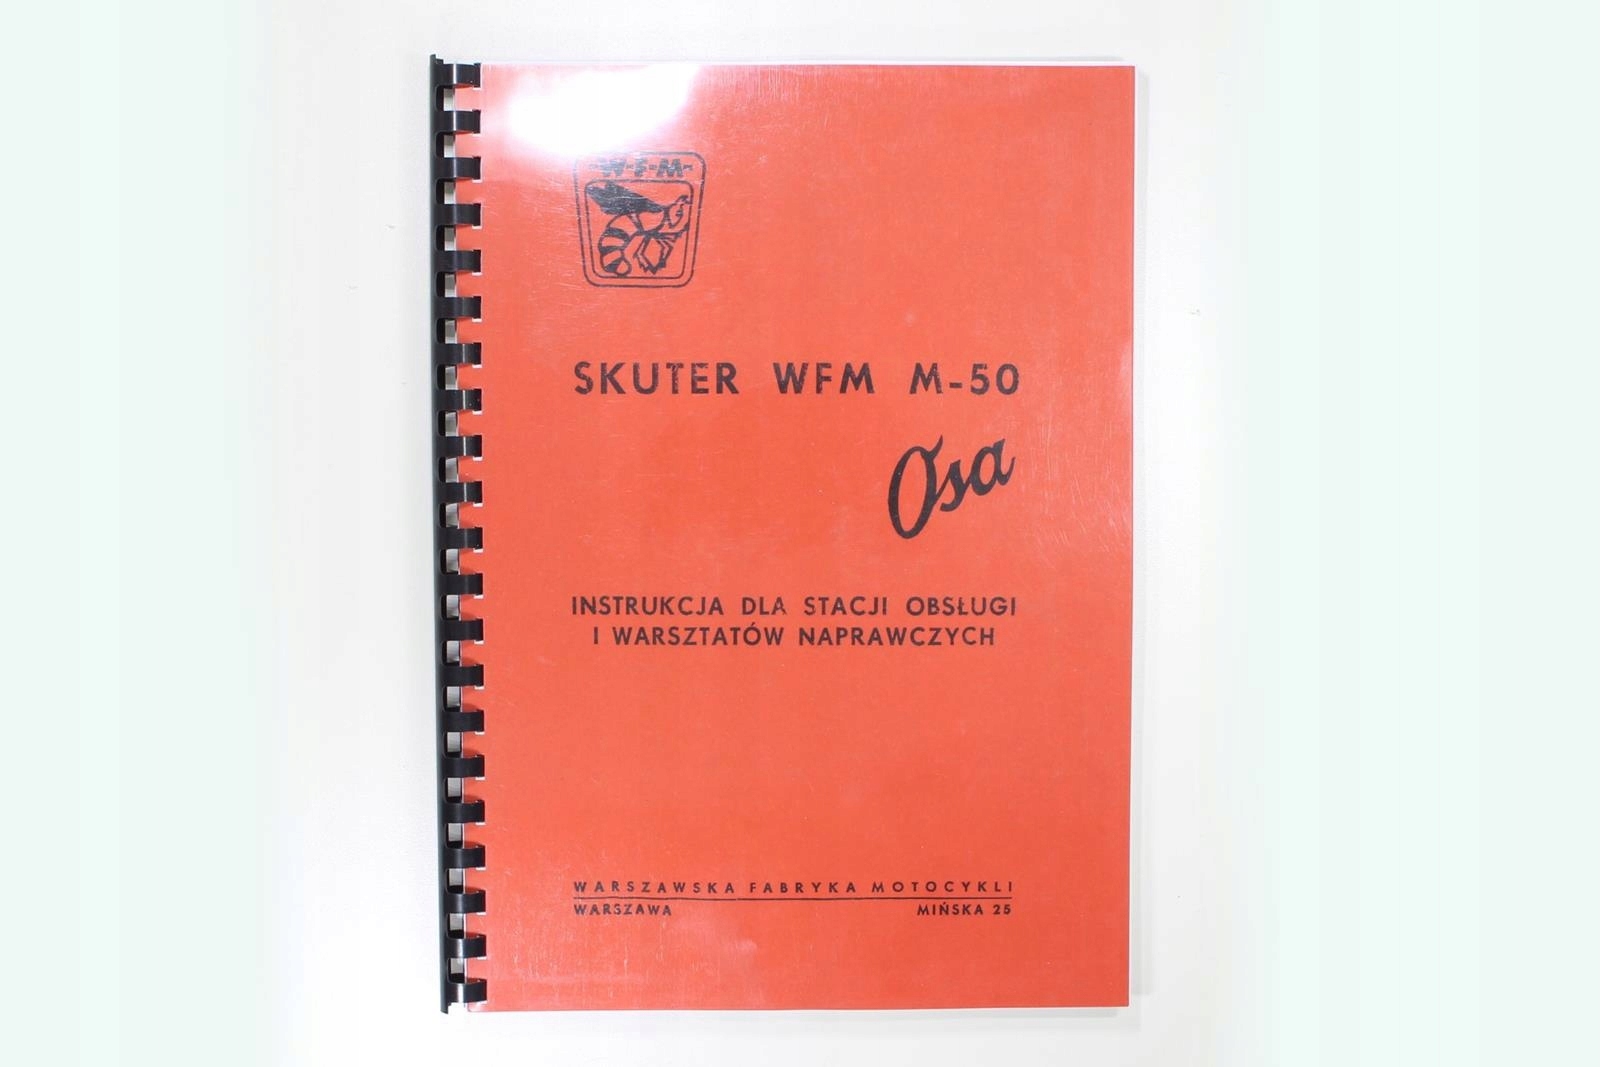 W-F-M
SKUTER WFM M-50
Osa
INSTRUKCJA DLA STACJI OBSŁUGI
I WARSZTATÓW NAPRAWCZYCH
WARSZAWSKA FABRYKA MOTOCYKLI
WARSZAWA MIŃSKA 25